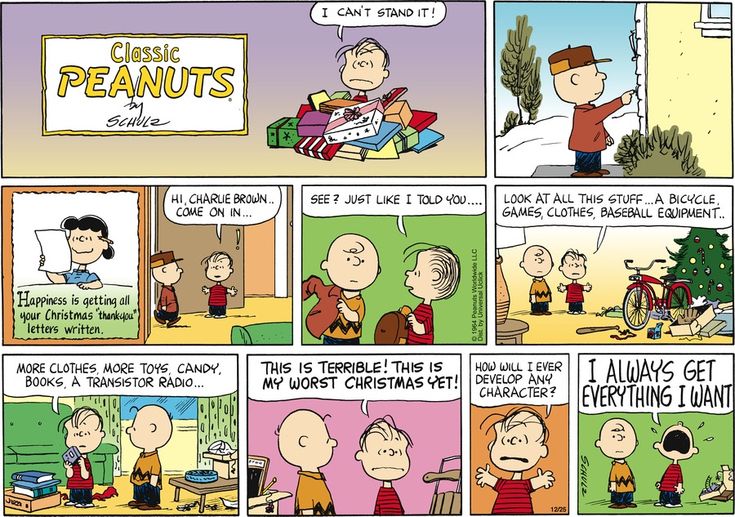 I CAN'T STAND IT!
Classic
PEANUTS
by
SCHULZ
Happiness is getting all
your Christmas "thank you"
letters written.
HI, CHARLIE BROWN..
COME ON IN...
SEE? JUST LIKE I TOLD YOU....
© 1964 Peanuts Worldwide LLC
Dist. by Universal Uclick
LOOK AT ALL THIS STUFF...A BICYCLE,
GAMES, CLOTHES, BASEBALL EQUIPMENT..
MORE CLOTHES, MORE TOYS, CANDY,
BOOKS, A TRANSISTOR RADIO...
THIS IS TERRIBLE! THIS IS
MY WORST CHRISTMAS YET!
HOW WILL I EVER
DEVELOP ANY
CHARACTER?
12/25
I ALWAYS GET
EVERYTHING I WANT
SCHULZ